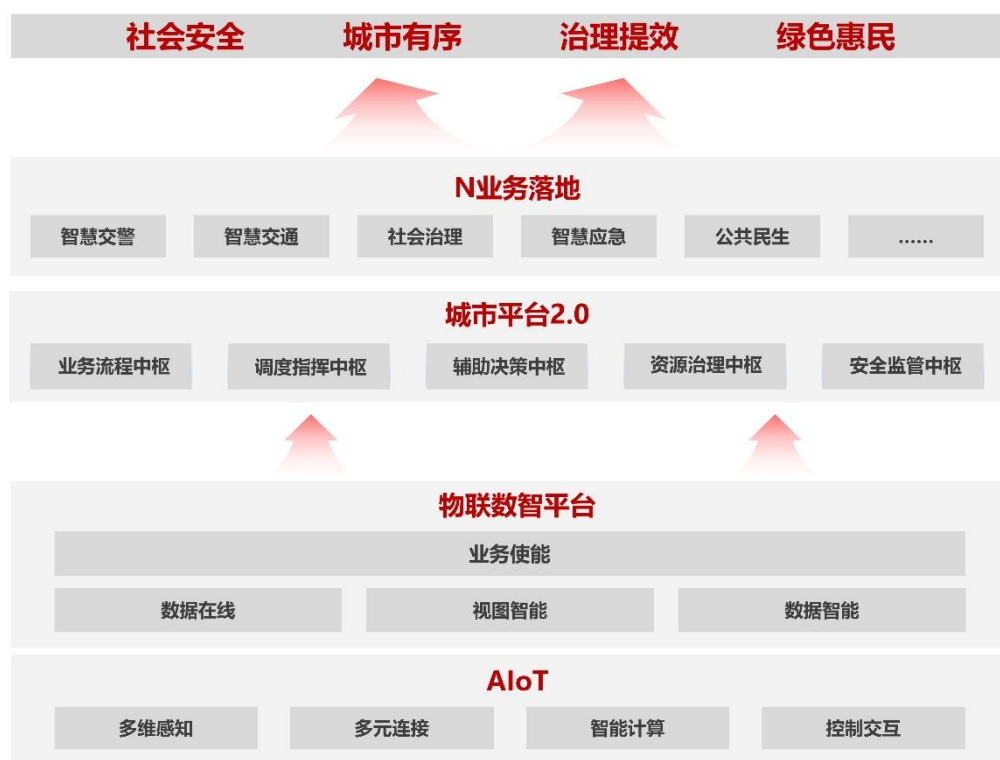 社会安全 城市有序 治理提效 绿色惠民
N业务落地
智慧交警 智慧交通 社会治理 智慧应急 公共民生 ......
城市平台2.0
业务流程中枢 调度指挥中枢 辅助决策中枢 资源治理中枢 安全监管中枢
物联数智平台
业务使能
数据在线 视图智能 数据智能
AIoT
多维感知 多元连接 智能计算 控制交互